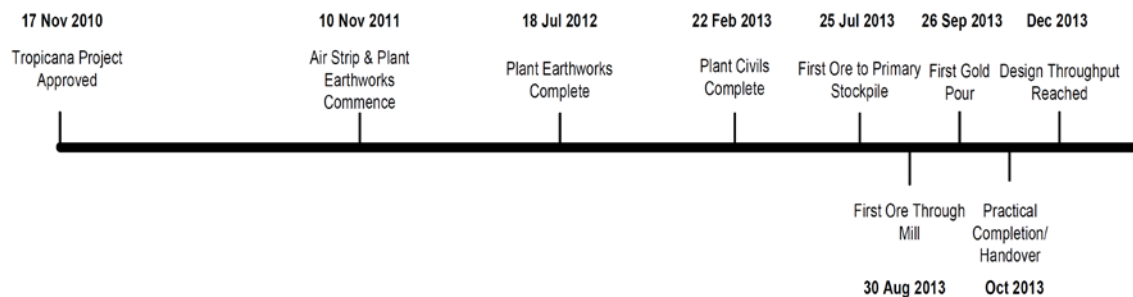 17 Nov 2010
Tropicana Project
Approved
10 Nov 2011
Air Strip & Plant
Earthworks
Commence
18 Jul 2012
Plant Earthworks
Complete
22 Feb 2013
Plant Civils
Complete
25 Jul 2013
First Ore to Primary
Stockpile
26 Sep 2013
First Gold
Pour
Dec 2013
Design Throughput
Reached
First Ore Through
Mill
30 Aug 2013
Practical
Completion/
Handover
Oct 2013